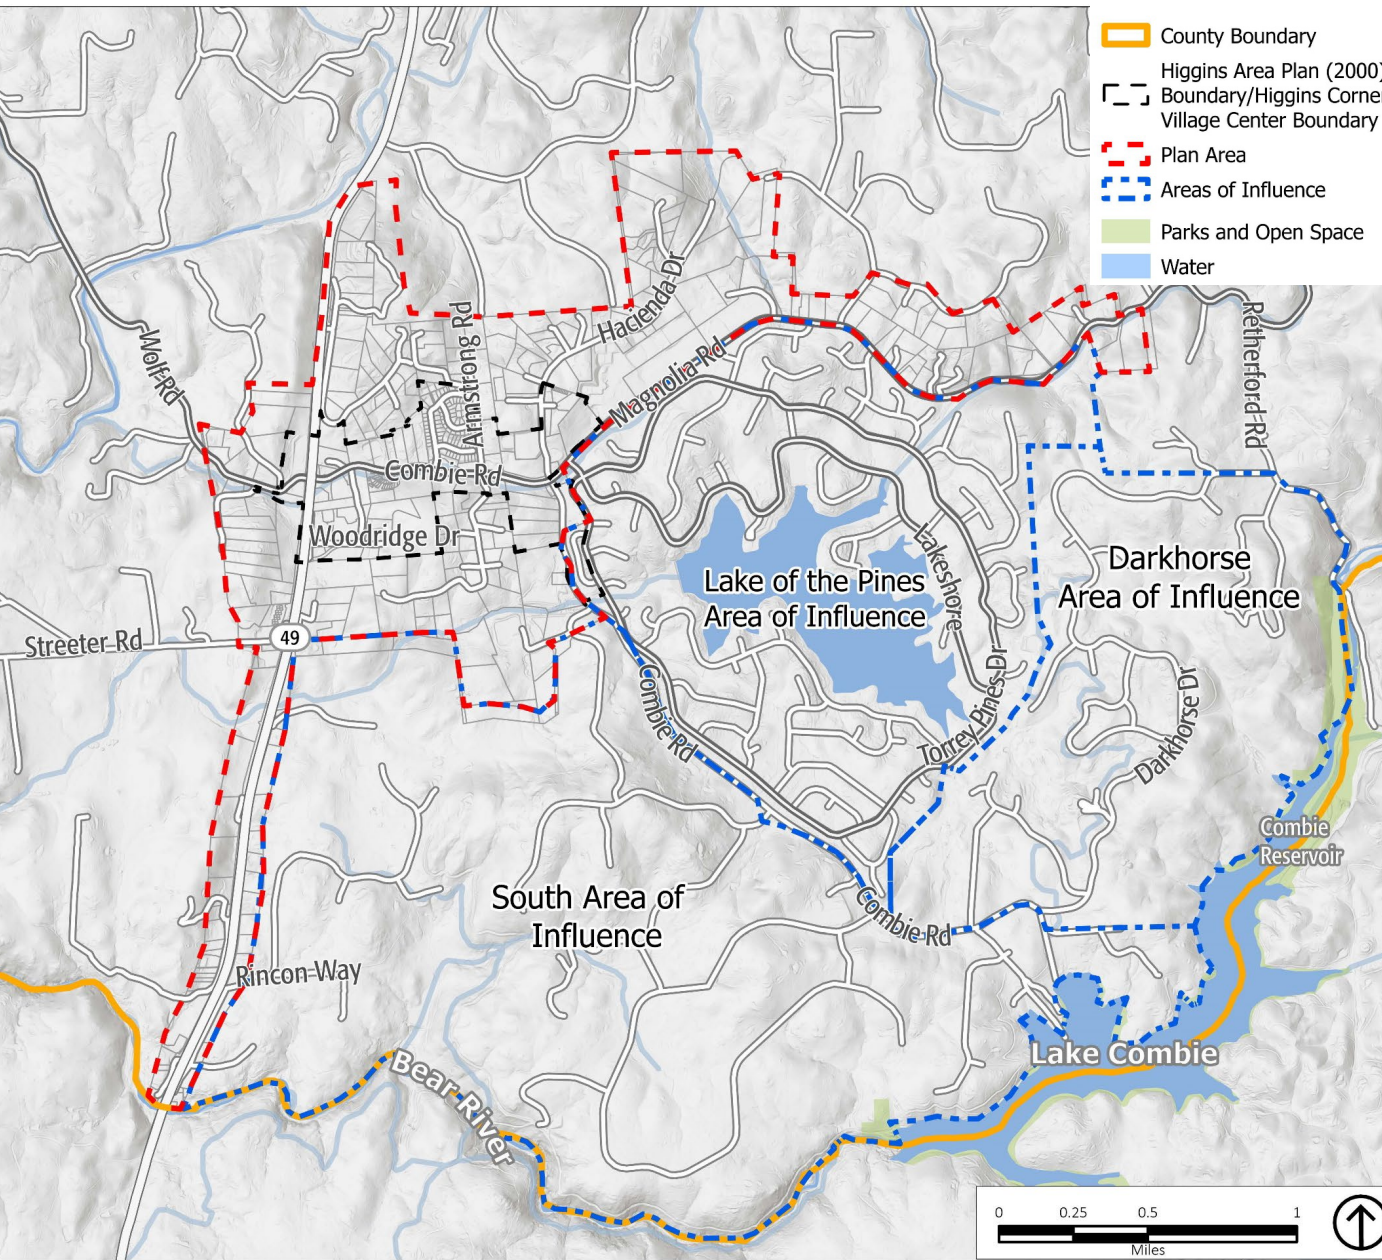 County Boundary
Higgins Area Plan (2000)
Boundary/Higgins Corner
Village Center Boundary
Plan Area
Areas of Influence
Parks and Open Space
Water
Wolf Rd
Armstrong Rd
Hacienda Dr
Magnolia Rd
Retherford Rd
Combie Rd
Woodridge Dr
Lakeshore
Lake of the Pines
Area of Influence
Darkhorse
Area of Influence
Streeter Rd
49
Combie Rd
Torrey Pines Dr
Darkhorse Dr
Combie
Reservoir
South Area of
Influence
Combie Rd
Rincon Way
Bear River
Lake Combie
0 0.25 0.5 1
Miles